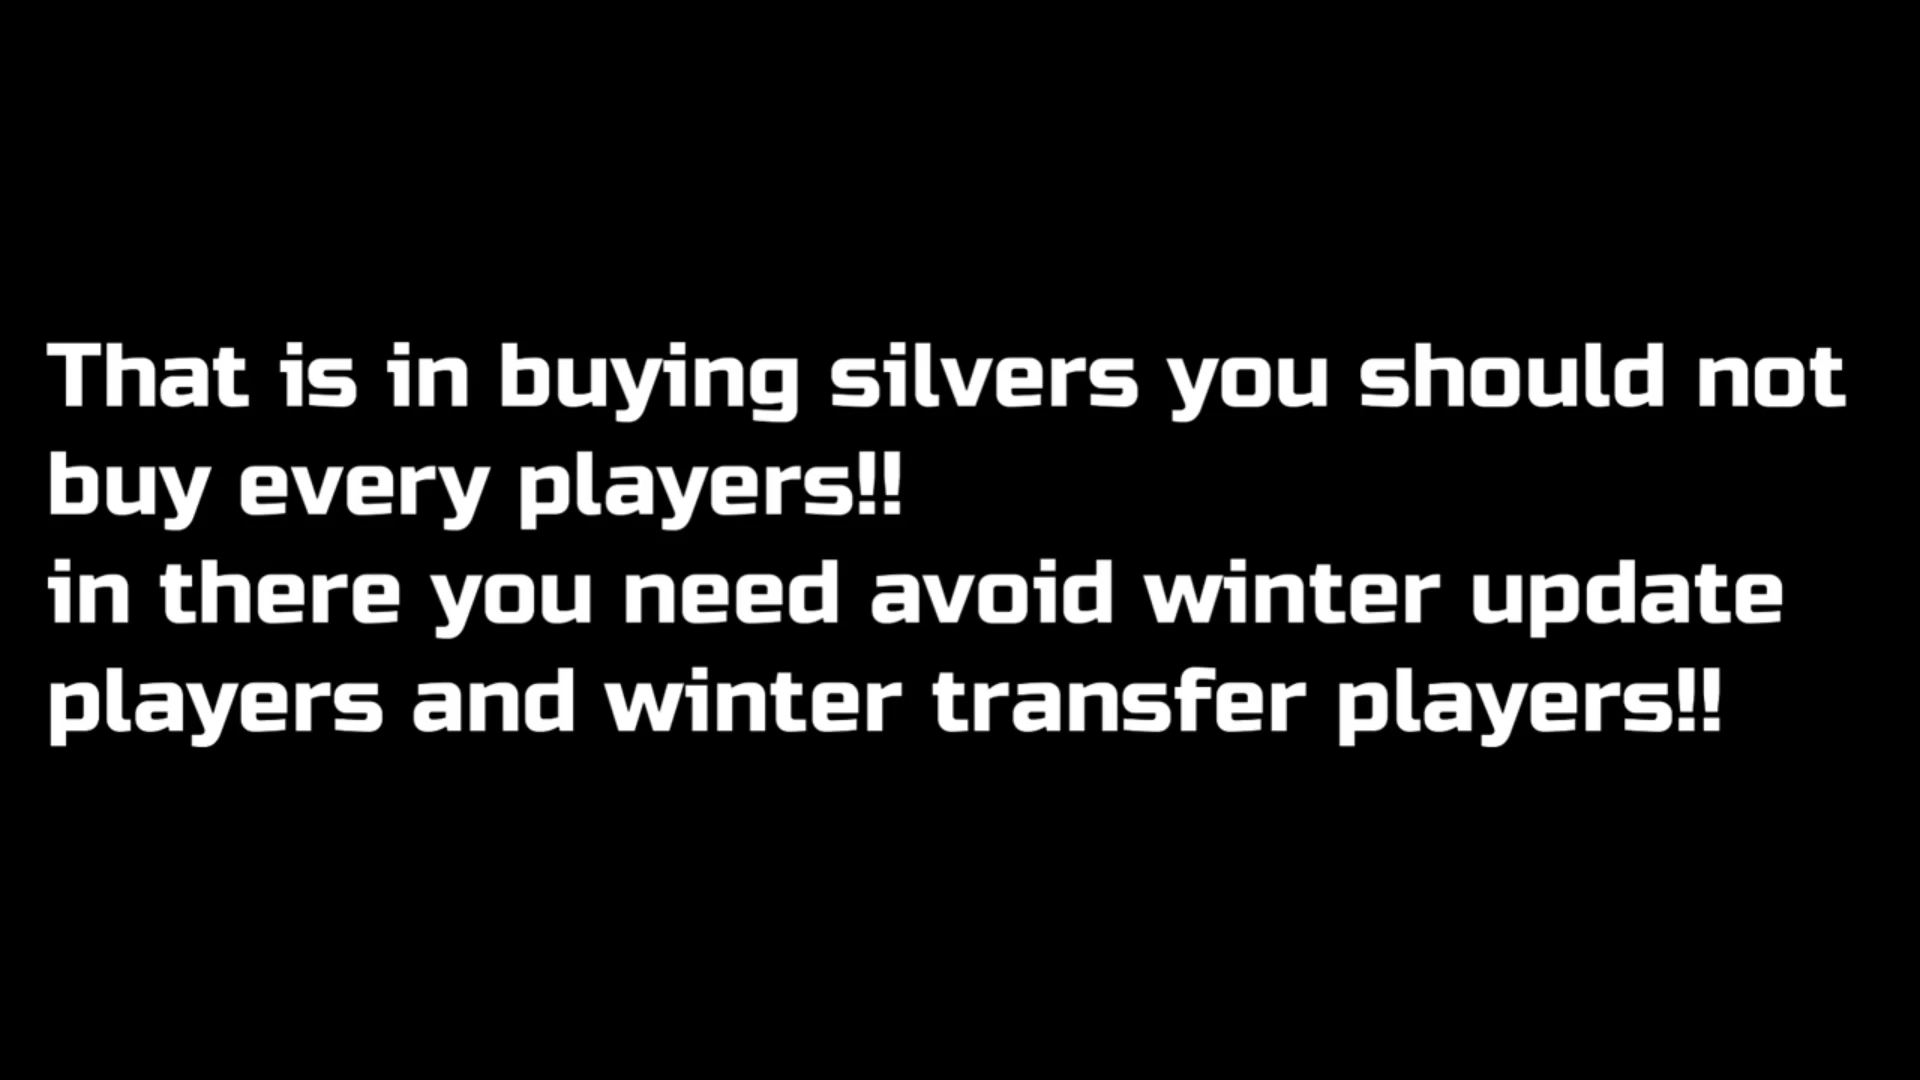 That is in buying silvers you should not
buy every players!!
in there you need avoid winter update
players and winter transfer players!!